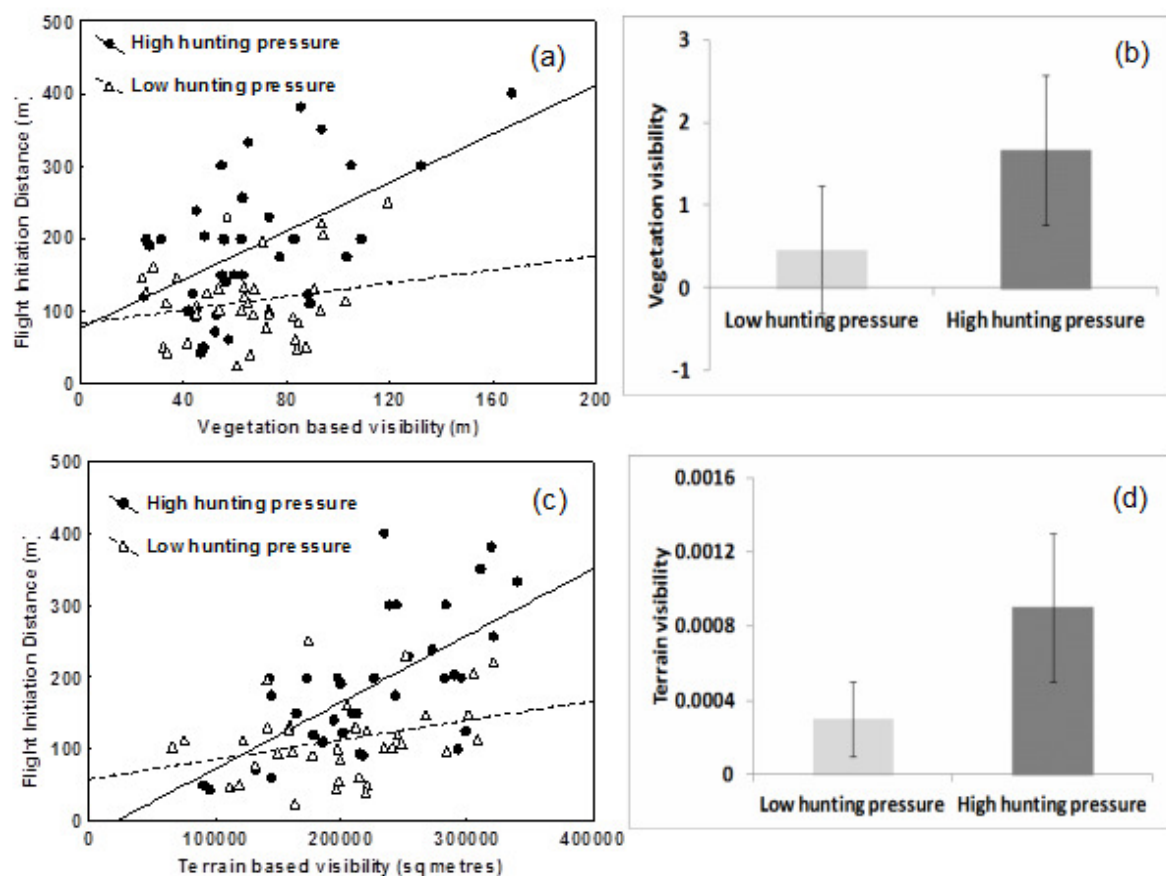 500
400
300
200
100
0
Flight Initiation Distance (m)
High hunting pressure
Low hunting pressure
(a)
0 40 80 120 160 200
Vegetation based visibility (m)
3
2
1
0
-1
Vegetation visibility
(b)
Low hunting pressure High hunting pressure
500
400
300
200
100
0
Flight Initiation Distance (m)
High hunting pressure
Low hunting pressure
(c)
0 100000 200000 300000 400000
Terrain based visibility (sq metres)
0.0016
0.0012
0.0008
0.0004
0
Terrain visibility
(d)
Low hunting pressure High hunting pressure